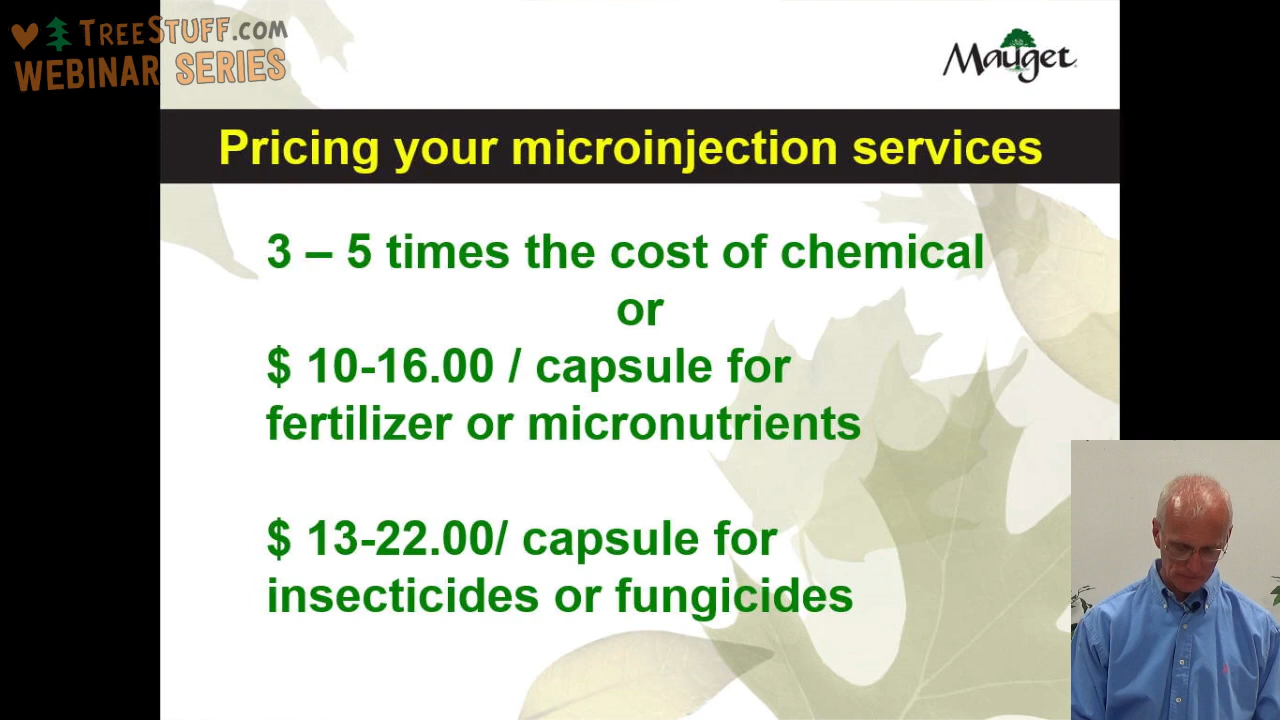 TREESTUFF.COM
WEBINAR SERIES
Mauget
Pricing your microinjection services
3 – 5 times the cost of chemical
or
$ 10-16.00 / capsule for
fertilizer or micronutrients
$ 13-22.00/ capsule for
insecticides or fungicides